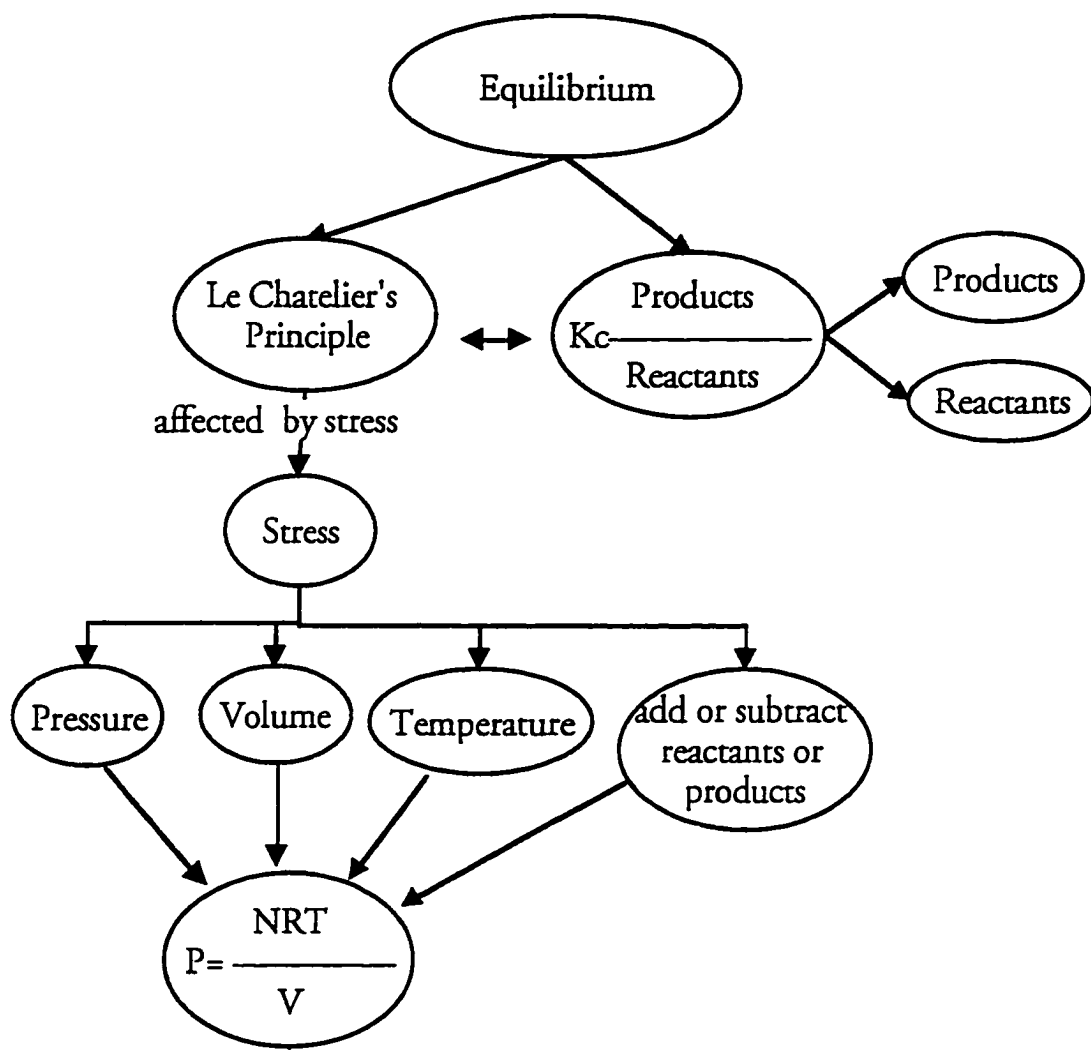 Equilibrium
Le Chatelier's
Principle
Products
Kc
Reactants
Products
Reactants
affected by stress
Stress
Pressure
Volume
Temperature
add or subtract
reactants or
products
NRT
P=
V